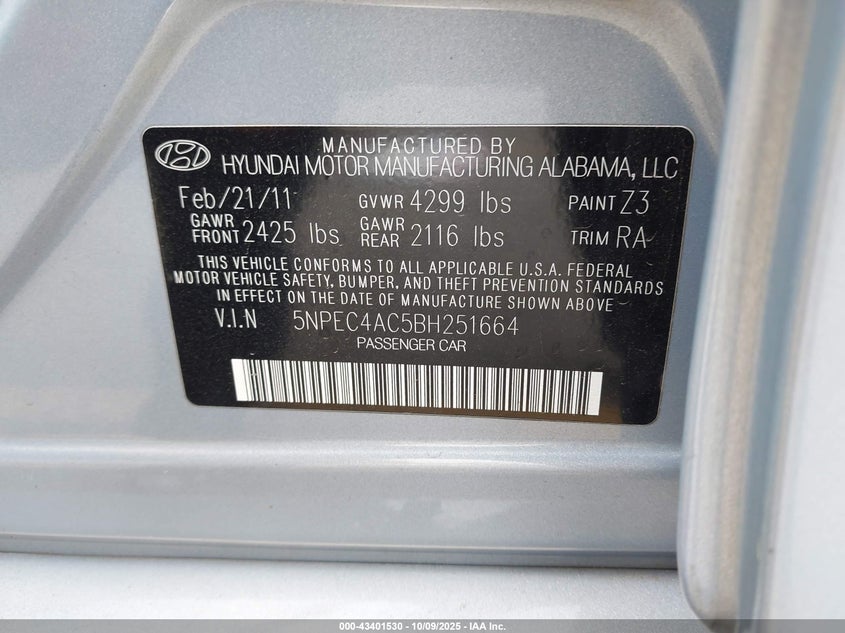 MANUFACTURED BY
HYUNDAI MOTOR MANUFACTURING ALABAMA, LLC
Feb/21/11 GVWR 4299 lbs PAINT Z3
GAWR FRONT 2425 lbs GAWR REAR 2116 lbs TRIM RA
THIS VEHICLE CONFORMS TO ALL APPLICABLE U.S.A. FEDERAL
MOTOR VEHICLE SAFETY, BUMPER, AND THEFT PREVENTION STANDARDS
IN EFFECT ON THE DATE OF MANUFACTURE SHOWN ABOVE
V.I.N 5NPEC4AC5BH251664
PASSENGER CAR
000-43401530 - 10/09/2025 - IAA Inc.